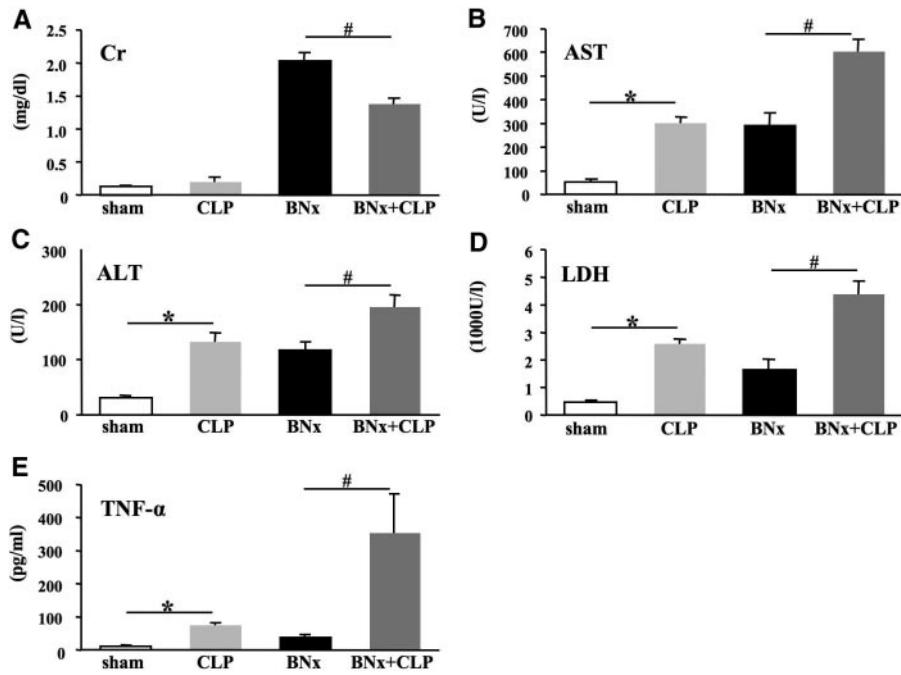 A
Cr
#
2.5
2.0
1.5
1.0
0.5
0
(mg/dl)
sham CLP BNx BNx+CLP
B
AST
*
#
700
600
500
400
300
200
100
0
(U/l)
sham CLP BNx BNx+CLP
C
ALT
*
#
300
200
100
0
(U/l)
sham CLP BNx BNx+CLP
D
LDH
*
#
6
5
4
3
2
1
0
(1000U/l)
sham CLP BNx BNx+CLP
E
TNF-α
*
#
500
400
300
200
100
0
(pg/ml)
sham CLP BNx BNx+CLP